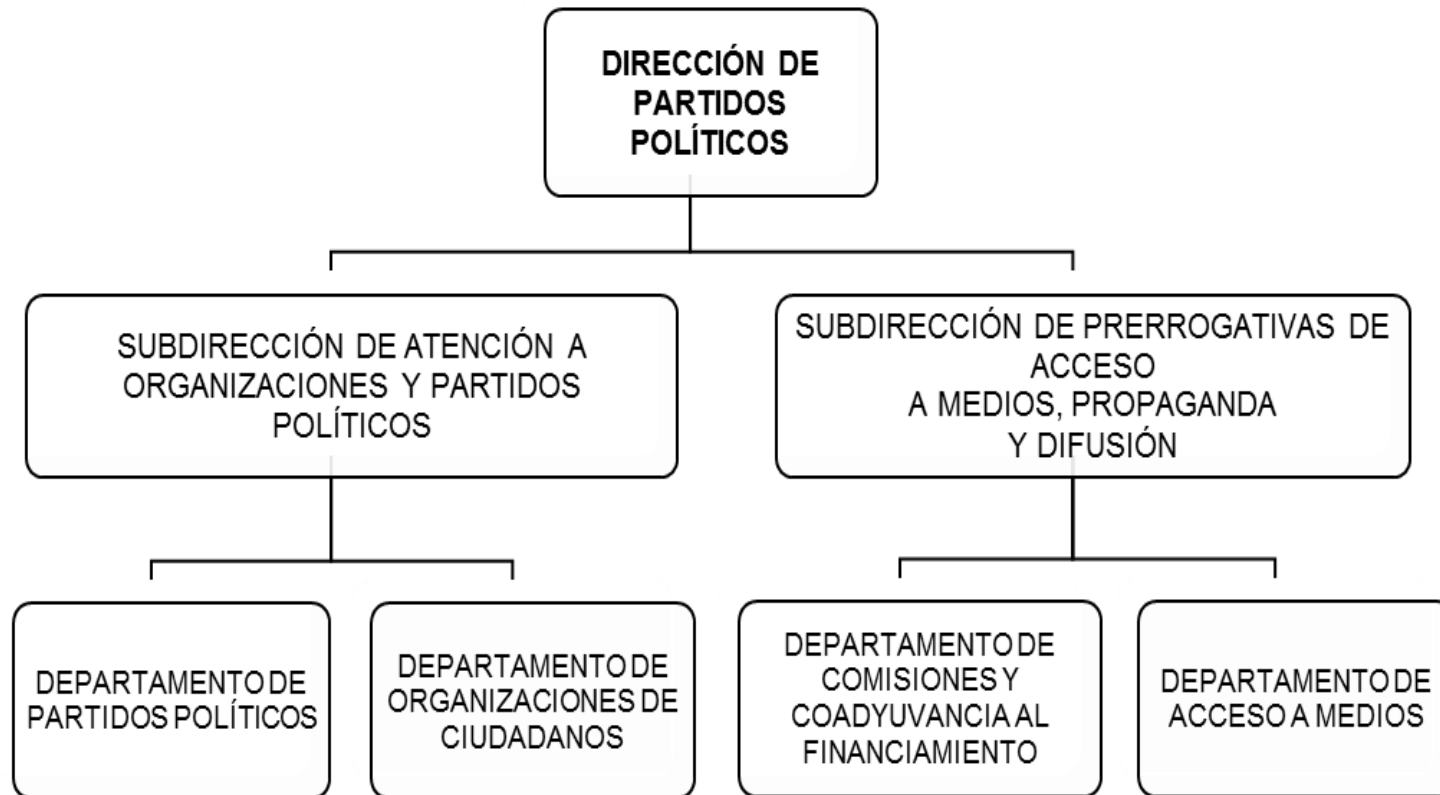 DIRECCIÓN DE
PARTIDOS
POLÍTICOS
SUBDIRECCIÓN DE ATENCIÓN A
ORGANIZACIONES Y PARTIDOS
POLÍTICOS
SUBDIRECCIÓN DE PRERROGATIVAS DE
ACCESO
A MEDIOS, PROPAGANDA
Y DIFUSIÓN
DEPARTAMENTO DE
PARTIDOS POLÍTICOS
DEPARTAMENTO DE
ORGANIZACIONES DE
CIUDADANOS
DEPARTAMENTO DE
COMISIONES Y
COADYUVANCIA AL
FINANCIAMIENTO
DEPARTAMENTO DE
ACCESO A MEDIOS